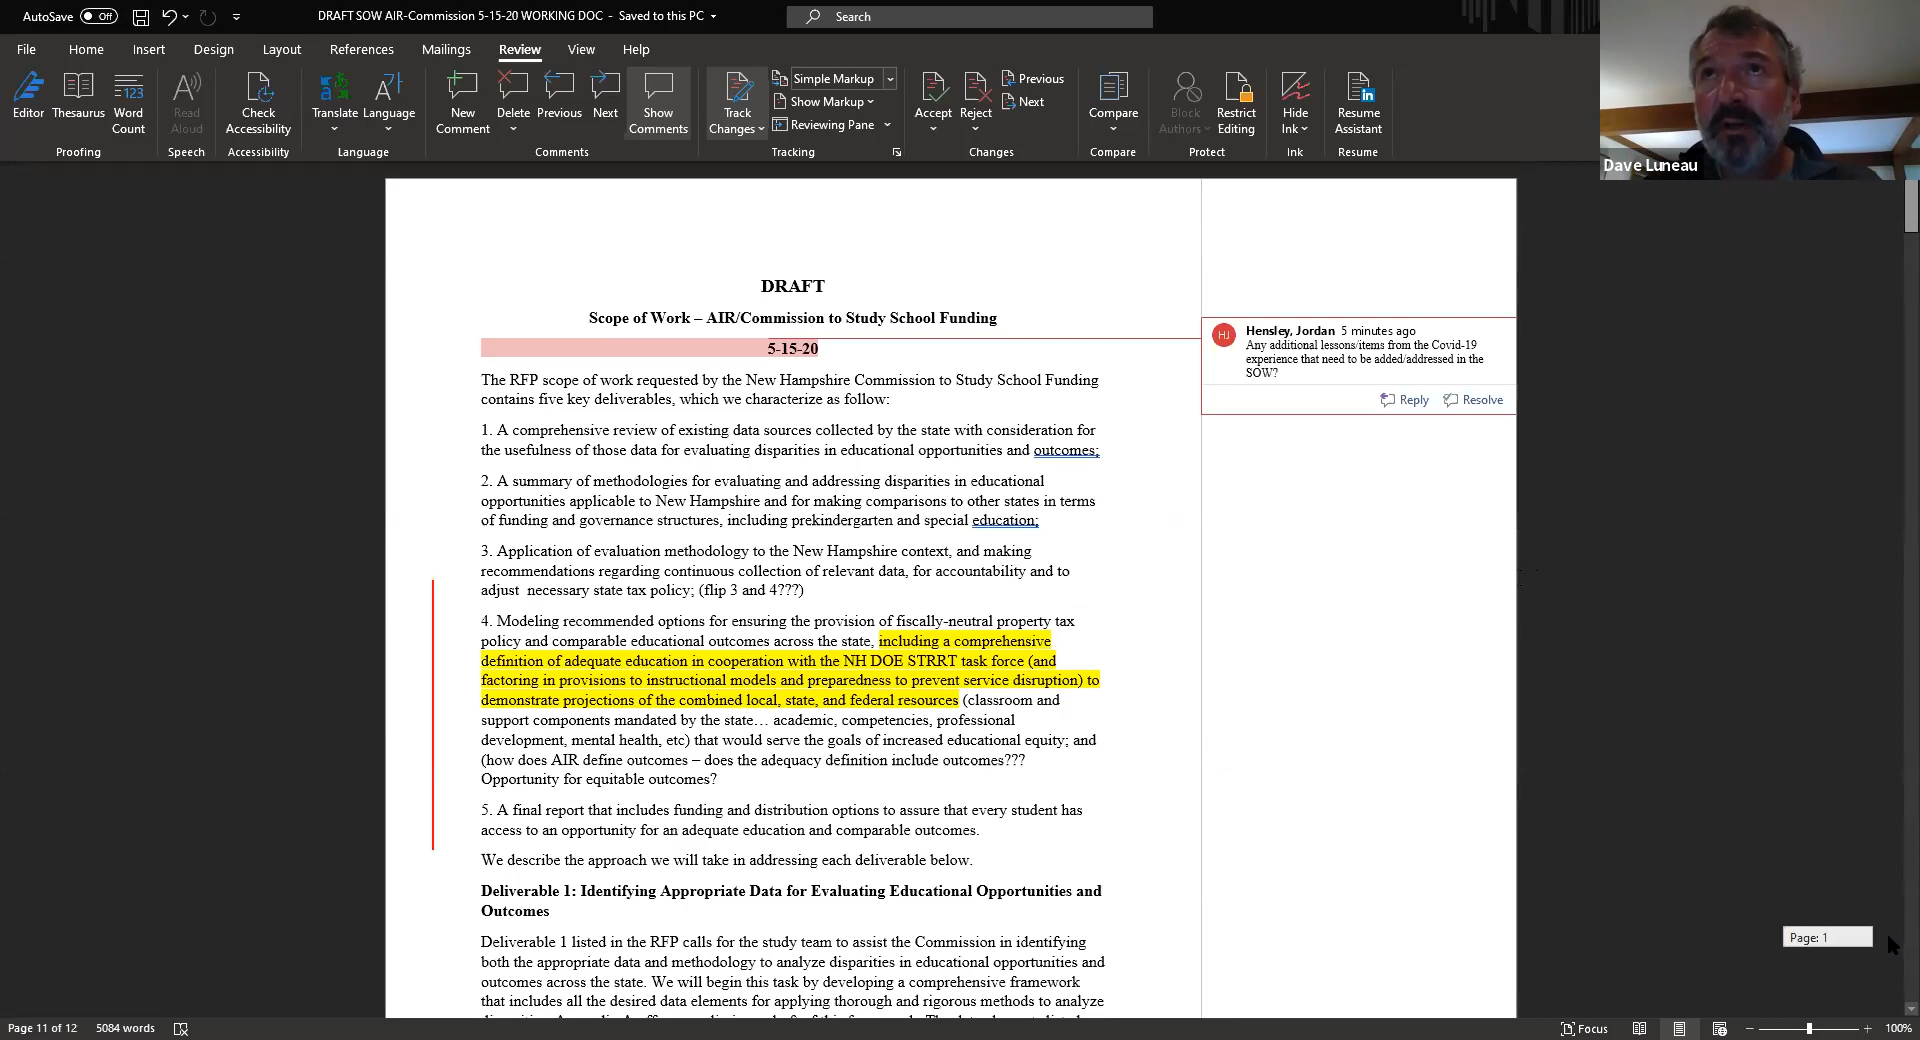 AutoSave Off DRAFT SOW AIR-Commission 5-15-20 WORKING DOC - Saved to this PC Search
File Home Insert Design Layout References Mailings Review View Help
Editor Thesaurus Word Count Read Aloud Check Accessibility Translate Language New Comment Delete Previous Next Show Comments Track Changes Simple Markup Show Markup Reviewing Pane Accept Reject Previous Next Compare Block Authors Restrict Editing Hide Ink Resume Assistant
Proofing Speech Accessibility Language Comments Tracking Changes Compare Protect Ink Resume
Dave Luneau
DRAFT
Scope of Work – AIR/Commission to Study School Funding
5-15-20
The RFP scope of work requested by the New Hampshire Commission to Study School Funding
contains five key deliverables, which we characterize as follow:
1. A comprehensive review of existing data sources collected by the state with consideration for
the usefulness of those data for evaluating disparities in educational opportunities and outcomes;
2. A summary of methodologies for evaluating and addressing disparities in educational
opportunities applicable to New Hampshire and for making comparisons to other states in terms
of funding and governance structures, including prekindergarten and special education;
3. Application of evaluation methodology to the New Hampshire context, and making
recommendations regarding continuous collection of relevant data, for accountability and to
adjust  necessary state tax policy; (flip 3 and 4???)
4. Modeling recommended options for ensuring the provision of fiscally-neutral property tax
policy and comparable educational outcomes across the state, including a comprehensive
definition of adequate education in cooperation with the NH DOE STRRT task force (and
factoring in provisions to instructional models and preparedness to prevent service disruption) to
demonstrate projections of the combined local, state, and federal resources (classroom and
support components mandated by the state… academic, competencies, professional
development, mental health, etc) that would serve the goals of increased educational equity; and
(how does AIR define outcomes – does the adequacy definition include outcomes???
Opportunity for equitable outcomes?
5. A final report that includes funding and distribution options to assure that every student has
access to an opportunity for an adequate education and comparable outcomes.
We describe the approach we will take in addressing each deliverable below.
Deliverable 1: Identifying Appropriate Data for Evaluating Educational Opportunities and
Outcomes
Deliverable 1 listed in the RFP calls for the study team to assist the Commission in identifying
both the appropriate data and methodology to analyze disparities in educational opportunities and
outcomes across the state. We will begin this task by developing a comprehensive framework
that includes all the desired data elements for applying thorough and rigorous methods to analyze
HJ Hensley, Jordan 5 minutes ago
Any additional lessons/items from the Covid-19
experience that need to be added/addressed in the
SOW?
Reply Resolve
Page: 1
Page 11 of 12 5084 words Focus 100%